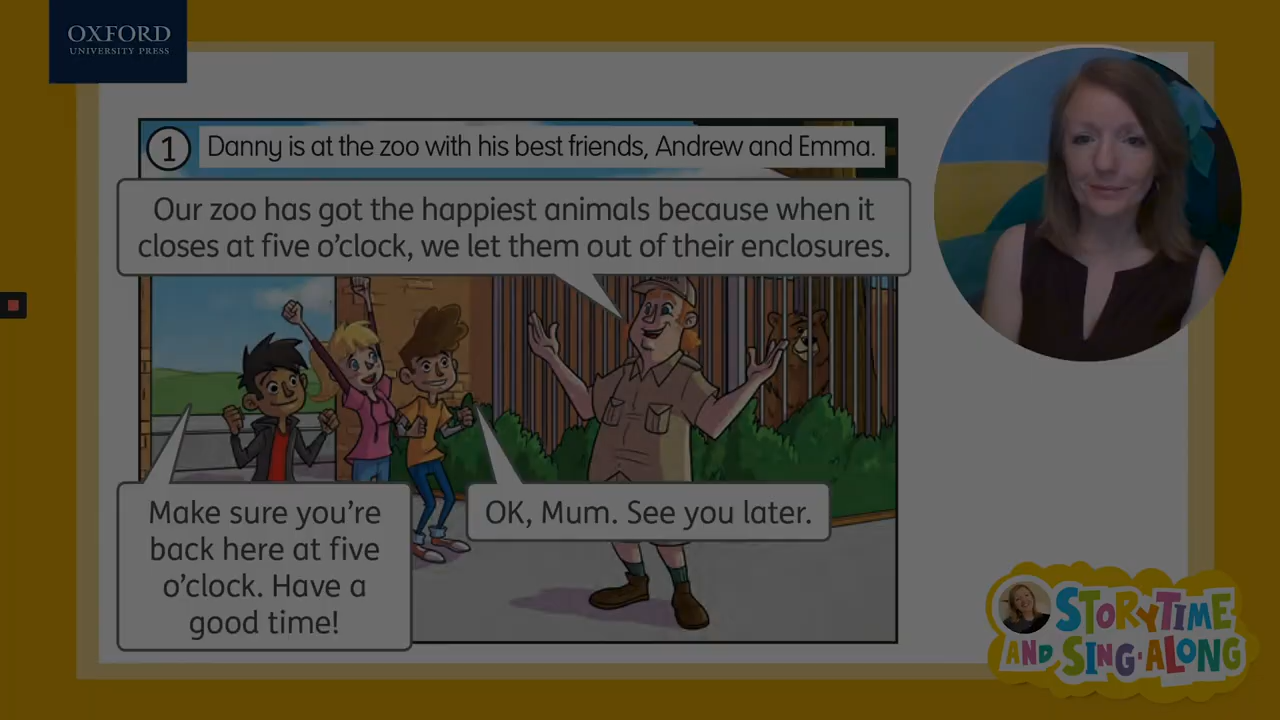 OXFORD
UNIVERSITY PRESS
1 Danny is at the zoo with his best friends, Andrew and Emma.
Our zoo has got the happiest animals because when it
closes at five o'clock, we let them out of their enclosures.
Make sure you're
back here at five
o'clock. Have a
good time!
OK, Mum. See you later.
STORYTIME
AND SING-ALONG